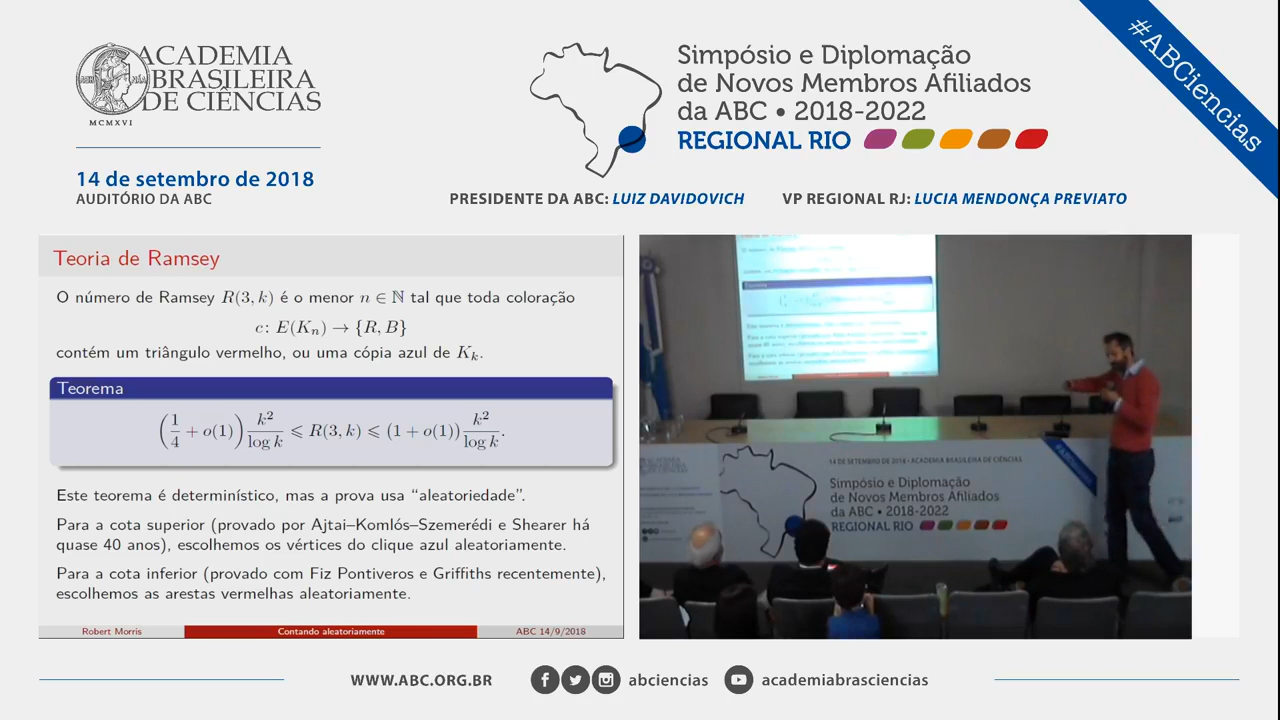 ACADEMIA
BRASILEIRA
DE CIÊNCIAS
MCMXVI
14 de setembro de 2018
AUDITÓRIO DA ABC
Simpósio e Diplomação
de Novos Membros Afiliados
da ABC • 2018-2022
REGIONAL RIO
#ABCiencias
PRESIDENTE DA ABC: LUIZ DAVIDOVICH
VP REGIONAL RJ: LUCIA MENDONÇA PREVIATO
Teoria de Ramsey
O número de Ramsey R(3, k) é o menor n ∈ ℕ tal que toda coloração
c: E(Kₙ) → {R, B}
contém um triângulo vermelho, ou uma cópia azul de Kₖ.
Teorema
(1/4 + o(1)) k²/log k ⩽ R(3, k) ⩽ (1 + o(1)) k²/log k.
Este teorema é determinístico, mas a prova usa “aleatoriedade”.
Para a cota superior (provado por Ajtai–Komlós–Szemerédi e Shearer há
quase 40 anos), escolhemos os vértices do clique azul aleatoriamente.
Para a cota inferior (provado com Fiz Pontiveros e Griffiths recentemente),
escolhemos as arestas vermelhas aleatoriamente.
Robert Morris
Contando aleatoriamente
ABC 14/9/2018
14 DE SETEMBRO DE 2018 • ACADEMIA BRASILEIRA DE CIÊNCIAS
Simpósio e Diplomação
de Novos Membros Afiliados
da ABC • 2018-2022
REGIONAL RIO
WWW.ABC.ORG.BR
abciencias
academiabrasciencias